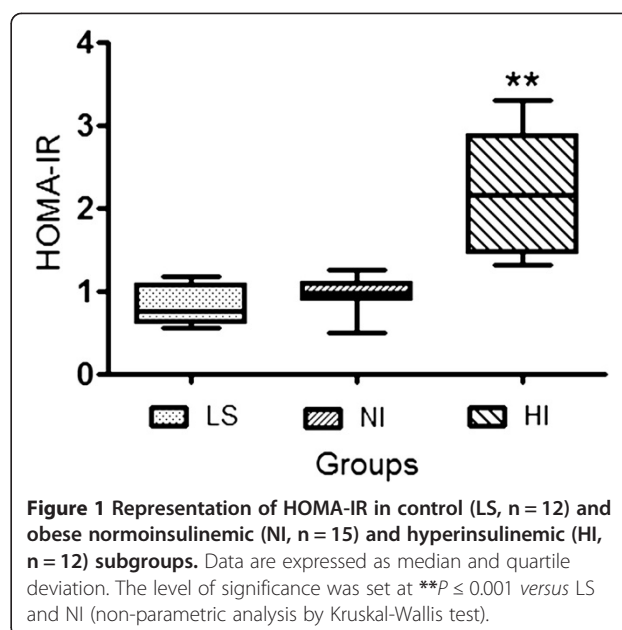 4
**
3
HOMA-IR
2
1
0
LS NI HI
Groups
Figure 1 Representation of HOMA-IR in control (LS, n = 12) and
obese normoinsulinemic (NI, n = 15) and hyperinsulinemic (HI,
n = 12) subgroups. Data are expressed as median and quartile
deviation. The level of significance was set at **P ≤ 0.001 versus LS
and NI (non-parametric analysis by Kruskal-Wallis test).